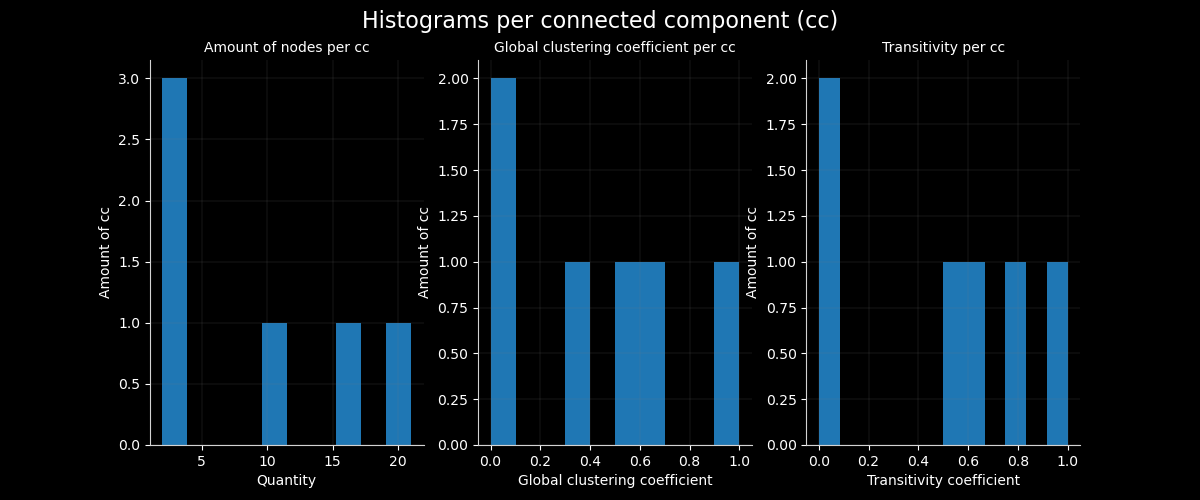 Histograms per connected component (cc)
Amount of nodes per cc
Amount of cc
3.0
2.5
2.0
1.5
1.0
0.5
0.0
5 10 15 20
Quantity
Global clustering coefficient per cc
Amount of cc
2.00
1.75
1.50
1.25
1.00
0.75
0.50
0.25
0.00
0.0 0.2 0.4 0.6 0.8 1.0
Global clustering coefficient
Transitivity per cc
Amount of cc
2.00
1.75
1.50
1.25
1.00
0.75
0.50
0.25
0.00
0.0 0.2 0.4 0.6 0.8 1.0
Transitivity coefficient